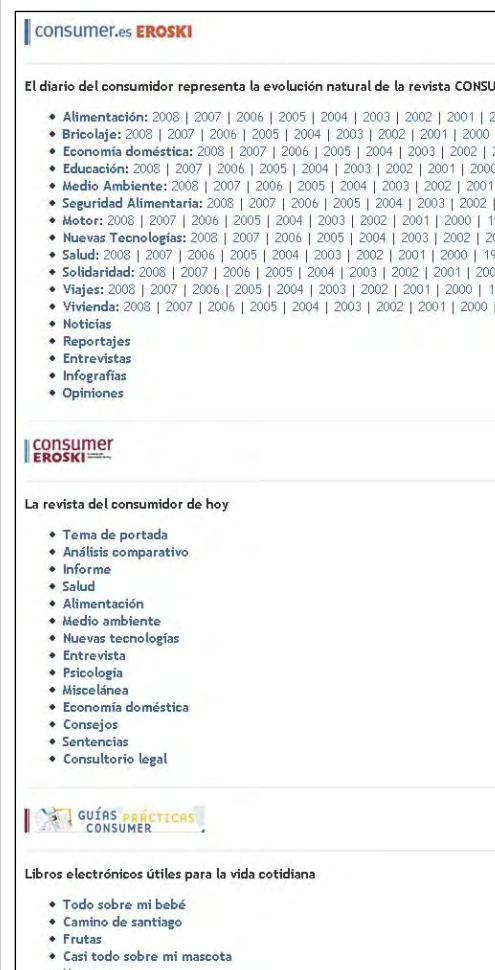 consumer.es EROSKI
El diario del consumidor representa la evolución natural de la revista CONSU
• Alimentación: 2008 | 2007 | 2006 | 2005 | 2004 | 2003 | 2002 | 2001 | 2
• Bricolaje: 2008 | 2007 | 2006 | 2005 | 2004 | 2003 | 2002 | 2001 | 2000
• Economía doméstica: 2008 | 2007 | 2006 | 2005 | 2004 | 2003 | 2002 | 2
• Educación: 2008 | 2007 | 2006 | 2005 | 2004 | 2003 | 2002 | 2001 | 2000
• Medio Ambiente: 2008 | 2007 | 2006 | 2005 | 2004 | 2003 | 2002 | 2001
• Seguridad Alimentaria: 2008 | 2007 | 2006 | 2005 | 2004 | 2003 | 2002 |
• Motor: 2008 | 2007 | 2006 | 2005 | 2004 | 2003 | 2002 | 2001 | 2000 | 1
• Nuevas Tecnologías: 2008 | 2007 | 2006 | 2005 | 2004 | 2003 | 2002 | 20
• Salud: 2008 | 2007 | 2006 | 2005 | 2004 | 2003 | 2002 | 2001 | 2000 | 19
• Solidaridad: 2008 | 2007 | 2006 | 2005 | 2004 | 2003 | 2002 | 2001 | 200
• Viajes: 2008 | 2007 | 2006 | 2005 | 2004 | 2003 | 2002 | 2001 | 2000 | 1
• Vivienda: 2008 | 2007 | 2006 | 2005 | 2004 | 2003 | 2002 | 2001 | 2000 |
• Noticias
• Reportajes
• Entrevistas
• Infografías
• Opiniones
consumer
EROSKI
La revista del consumidor de hoy
• Tema de portada
• Análisis comparativo
• Informe
• Salud
• Alimentación
• Medio ambiente
• Nuevas tecnologías
• Entrevista
• Psicología
• Miscelánea
• Economía doméstica
• Consejos
• Sentencias
• Consultorio legal
GUÍAS PRÁCTICAS
CONSUMER
Libros electrónicos útiles para la vida cotidiana
• Todo sobre mi bebé
• Camino de santiago
• Frutas
• Casi todo sobre mi mascota